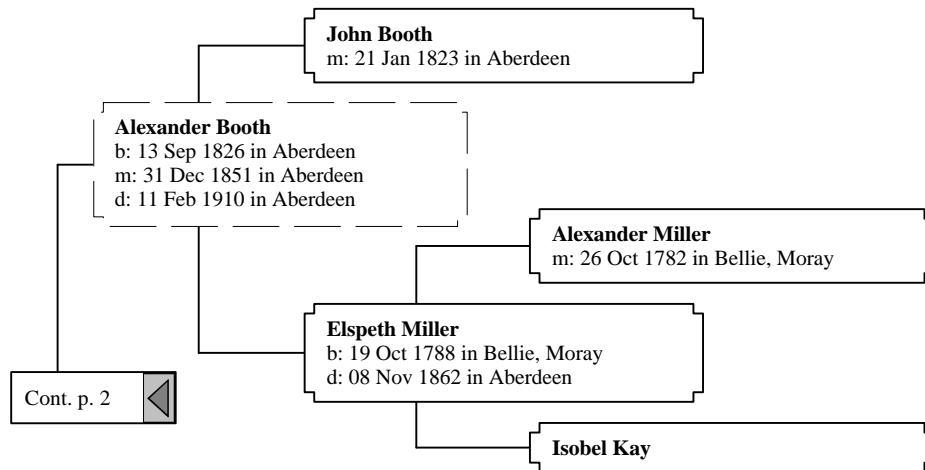 John Booth
m: 21 Jan 1823 in Aberdeen
Alexander Booth
b: 13 Sep 1826 in Aberdeen
m: 31 Dec 1851 in Aberdeen
d: 11 Feb 1910 in Aberdeen
Alexander Miller
m: 26 Oct 1782 in Bellie, Moray
Elspeth Miller
b: 19 Oct 1788 in Bellie, Moray
d: 08 Nov 1862 in Aberdeen
Cont. p. 2
Isobel Kay